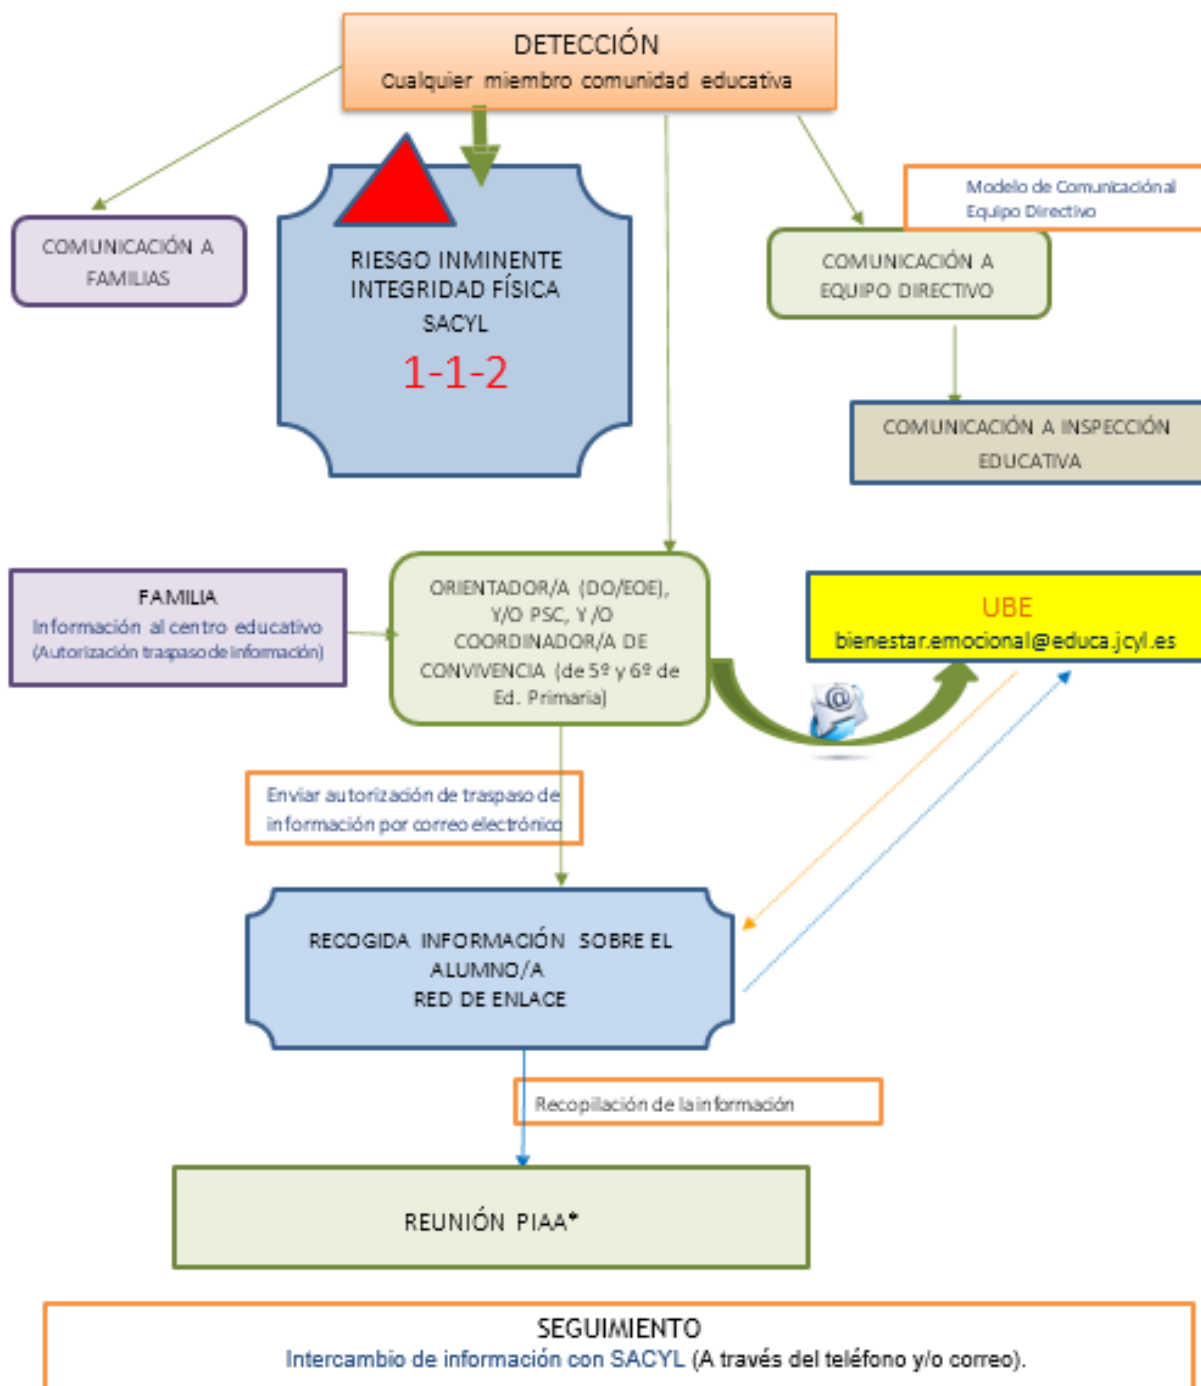 DETECCIÓN
Cualquier miembro comunidad educativa
COMUNICACIÓN A
FAMILIAS
RIESGO INMINENTE
INTEGRIDAD FÍSICA
SACYL
1-1-2
Modelo de Comunicación al
Equipo Directivo
COMUNICACIÓN A
EQUIPO DIRECTIVO
COMUNICACIÓN A INSPECCIÓN
EDUCATIVA
FAMILIA
Información al centro educativo
(Autorización traspaso de información)
ORIENTADOR/A (DO/EOE),
Y/O PSC, Y /O
COORDINADOR/A DE
CONVIVENCIA (de 5º y 6º de
Ed. Primaria)
UBE
bienestar.emocional@educa.jcyl.es
@
Enviar autorización de traspaso de
información por correo electrónico
RECOGIDA INFORMACIÓN SOBRE EL
ALUMNO/A
RED DE ENLACE
Recopilación de la información
REUNIÓN PIAA*
SEGUIMIENTO
Intercambio de información con SACYL (A través del teléfono y/o correo).